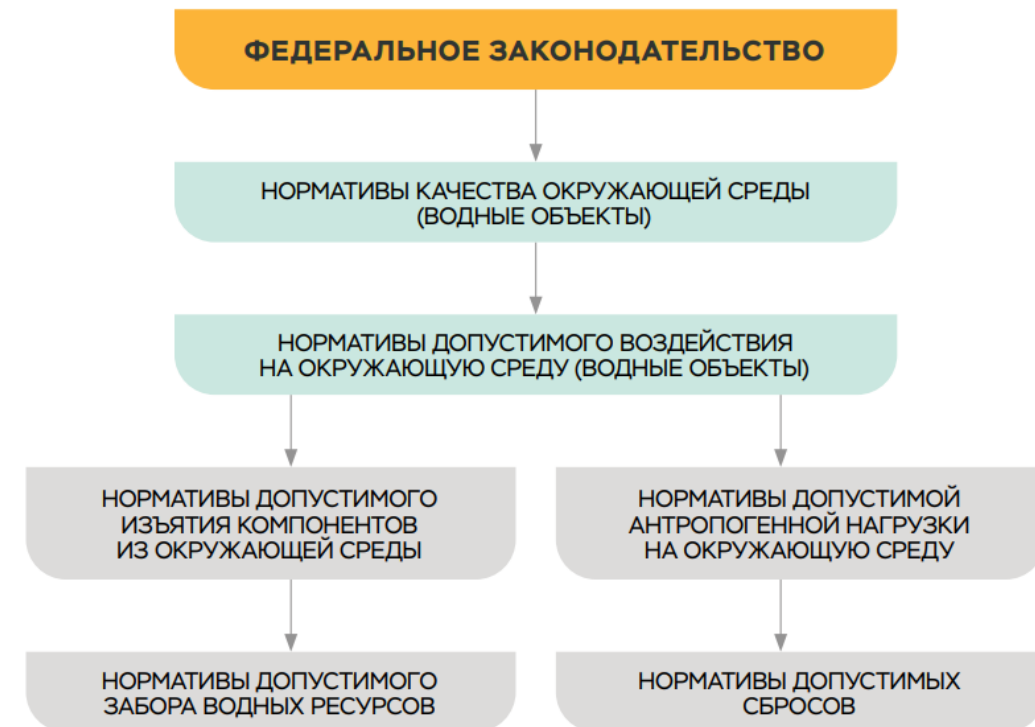 ФЕДЕРАЛЬНОЕ ЗАКОНОДАТЕЛЬСТВО
НОРМАТИВЫ КАЧЕСТВА ОКРУЖАЮЩЕЙ СРЕДЫ
(ВОДНЫЕ ОБЪЕКТЫ)
НОРМАТИВЫ ДОПУСТИМОГО ВОЗДЕЙСТВИЯ
НА ОКРУЖАЮЩУЮ СРЕДУ (ВОДНЫЕ ОБЪЕКТЫ)
НОРМАТИВЫ ДОПУСТИМОГО
ИЗЪЯТИЯ КОМПОНЕНТОВ
ИЗ ОКРУЖАЮЩЕЙ СРЕДЫ
НОРМАТИВЫ ДОПУСТИМОЙ
АНТРОПОГЕННОЙ НАГРУЗКИ
НА ОКРУЖАЮЩУЮ СРЕДУ
НОРМАТИВЫ ДОПУСТИМОГО
ЗАБОРА ВОДНЫХ РЕСУРСОВ
НОРМАТИВЫ ДОПУСТИМЫХ
СБРОСОВ